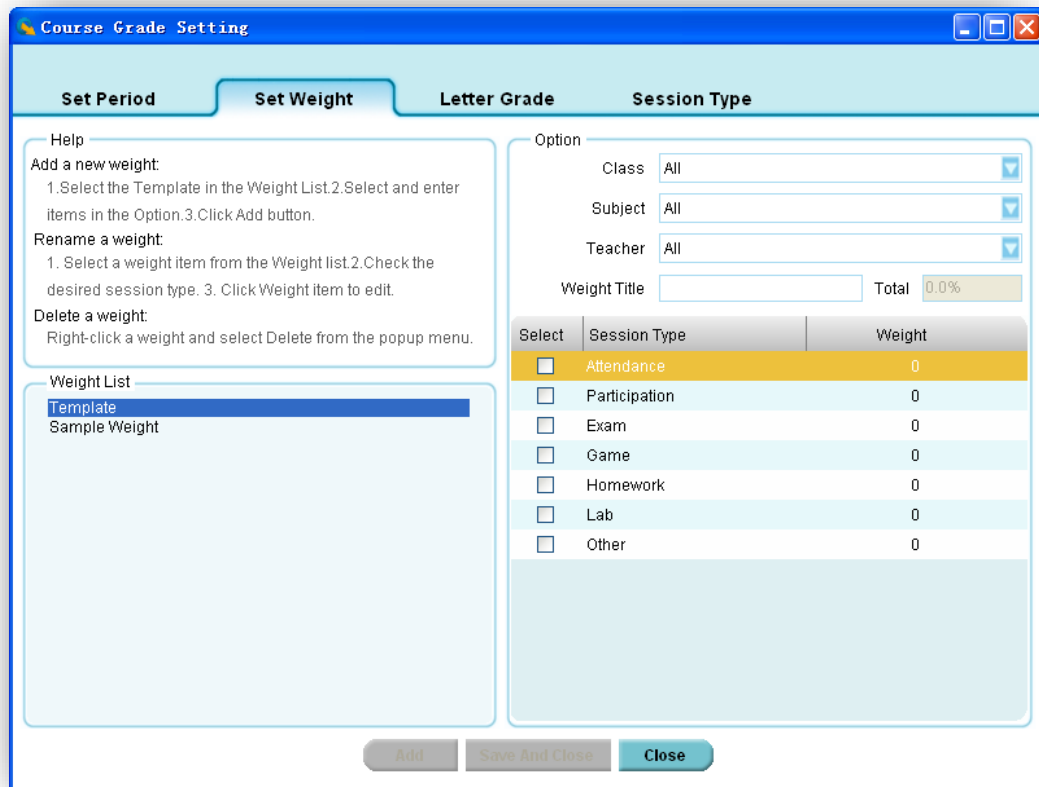 Course Grade Setting
Set Period Set Weight Letter Grade Session Type
Help
Add a new weight:
1.Select the Template in the Weight List.2.Select and enter
items in the Option.3.Click Add button.
Rename a weight:
1. Select a weight item from the Weight list.2.Check the
desired session type. 3. Click Weight item to edit.
Delete a weight:
Right-click a weight and select Delete from the popup menu.
Weight List
Template
Sample Weight
Option
Class All
Subject All
Teacher All
Weight Title Total 0.0%
Select Session Type Weight
Attendance 0
Participation 0
Exam 0
Game 0
Homework 0
Lab 0
Other 0
Add Save And Close Close